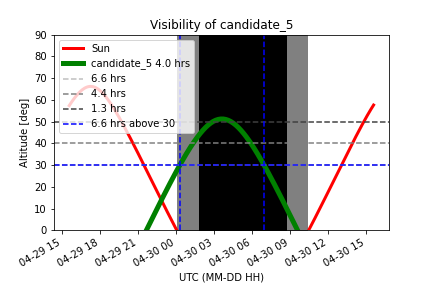 Visibility of candidate_5
Altitude [deg]
90
80
70
60
50
40
30
20
10
0
Sun
candidate_5 4.0 hrs
6.6 hrs
4.4 hrs
1.3 hrs
6.6 hrs above 30
04-29 15
04-29 18
04-29 21
04-30 00
04-30 03
04-30 06
04-30 09
04-30 12
04-30 15
UTC (MM-DD HH)